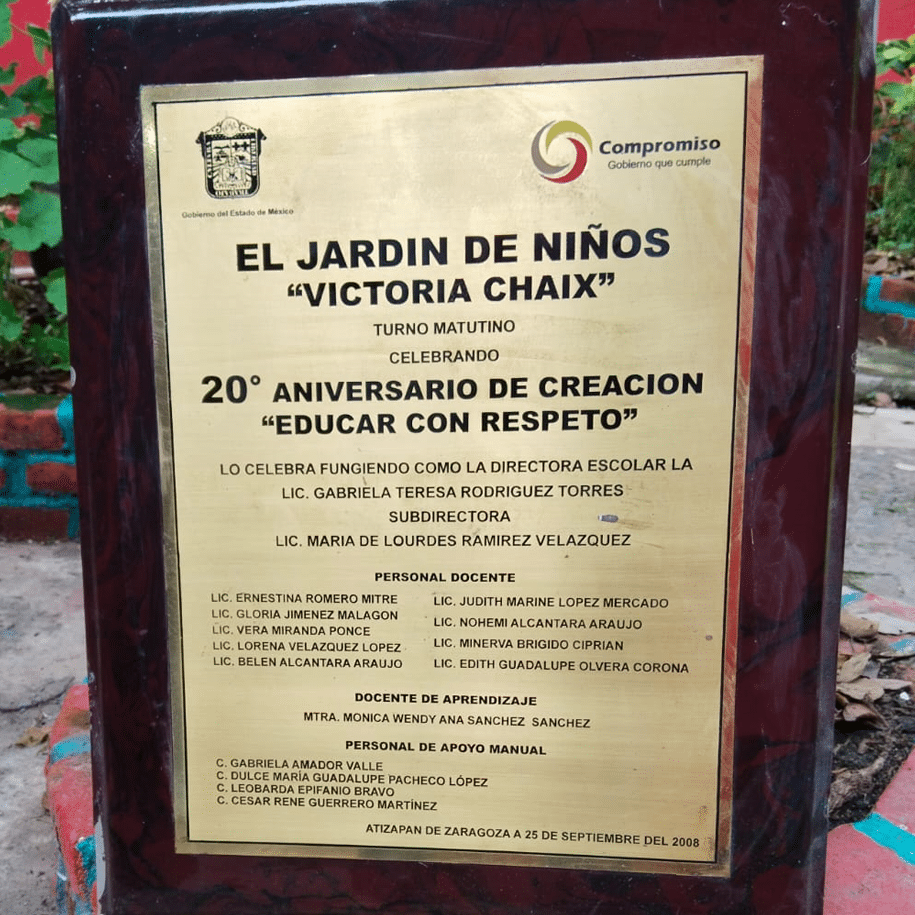 Gobierno del Estado de México
Compromiso
Gobierno que cumple
EL JARDIN DE NIÑOS
“VICTORIA CHAIX”
TURNO MATUTINO
CELEBRANDO
20° ANIVERSARIO DE CREACION
“EDUCAR CON RESPETO”
LO CELEBRA FUNGIENDO COMO LA DIRECTORA ESCOLAR LA
LIC. GABRIELA TERESA RODRIGUEZ TORRES
SUBDIRECTORA
LIC. MARIA DE LOURDES RAMIREZ VELAZQUEZ
PERSONAL DOCENTE
LIC. ERNESTINA ROMERO MITRE
LIC. GLORIA JIMENEZ MALAGON
LIC. VERA MIRANDA PONCE
LIC. LORENA VELAZQUEZ LOPEZ
LIC. BELEN ALCANTARA ARAUJO
LIC. JUDITH MARINE LOPEZ MERCADO
LIC. NOHEMI ALCANTARA ARAUJO
LIC. MINERVA BRIGIDO CIPRIAN
LIC. EDITH GUADALUPE OLVERA CORONA
DOCENTE DE APRENDIZAJE
MTRA. MONICA WENDY ANA SANCHEZ SANCHEZ
PERSONAL DE APOYO MANUAL
C. GABRIELA AMADOR VALLE
C. DULCE MARÍA GUADALUPE PACHECO LÓPEZ
C. LEOBARDA EPIFANIO BRAVO
C. CESAR RENE GUERRERO MARTÍNEZ
ATIZAPAN DE ZARAGOZA A 25 DE SEPTIEMBRE DEL 2008